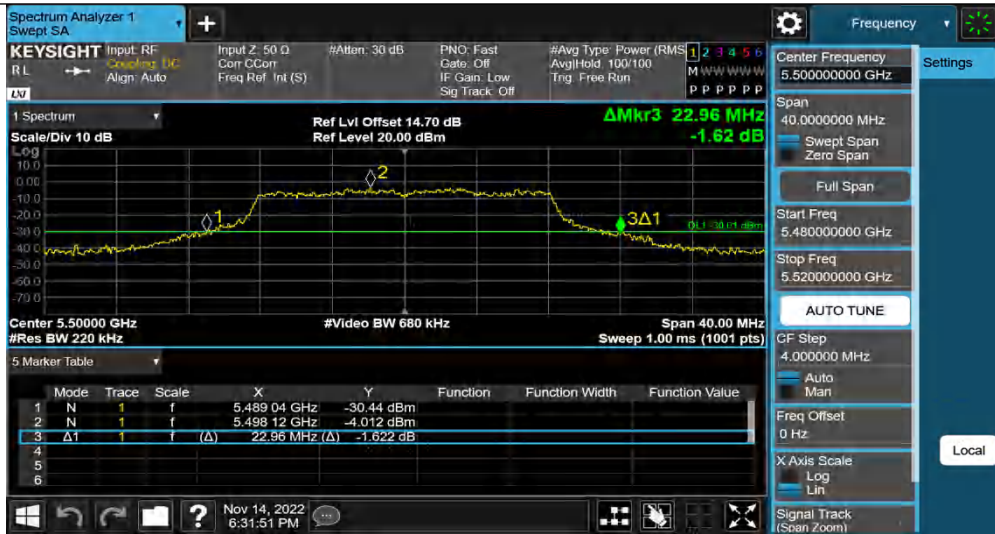 Spectrum Analyzer 1
Swept SA
Frequency
KEYSIGHT
RL
LXI
Input: RF
Coupling: DC
Align: Auto
Input Z: 50 Ω
Corr CCorr
Freq Ref: Int (S)
#Atten: 30 dB
PNO: Fast
Gate: Off
IF Gain: Low
Sig Track: Off
#Avg Type: Power (RMS
Avg|Hold: 100/100
Trig: Free Run
1 2 3 4 5 6
M W W W W W
P P P P P P
1 Spectrum
Scale/Div 10 dB
Ref Lvl Offset 14.70 dB
Ref Level 20.00 dBm
ΔMkr3 22.96 MHz
-1.62 dB
Log
10.0
0.00
-10.0
-20.0
-30.0
-40.0
-50.0
-60.0
-70.0
1
2
3Δ1
DL1 -30.01 dBm
Center 5.50000 GHz
#Video BW 680 kHz
Span 40.00 MHz
#Res BW 220 kHz
Sweep 1.00 ms (1001 pts)
5 Marker Table
Mode Trace Scale X Y Function Function Width Function Value
1 N 1 f 5.489 04 GHz -30.44 dBm
2 N 1 f 5.498 12 GHz -4.012 dBm
3 Δ1 1 f (Δ) 22.96 MHz (Δ) -1.622 dB
4
5
6
?
Nov 14, 2022
6:31:51 PM
Center Frequency
5.500000000 GHz
Settings
Span
40.0000000 MHz
Swept Span
Zero Span
Full Span
Start Freq
5.480000000 GHz
Stop Freq
5.520000000 GHz
AUTO TUNE
CF Step
4.000000 MHz
Auto
Man
Freq Offset
0 Hz
Local
X Axis Scale
Log
Lin
Signal Track
(Span Zoom)